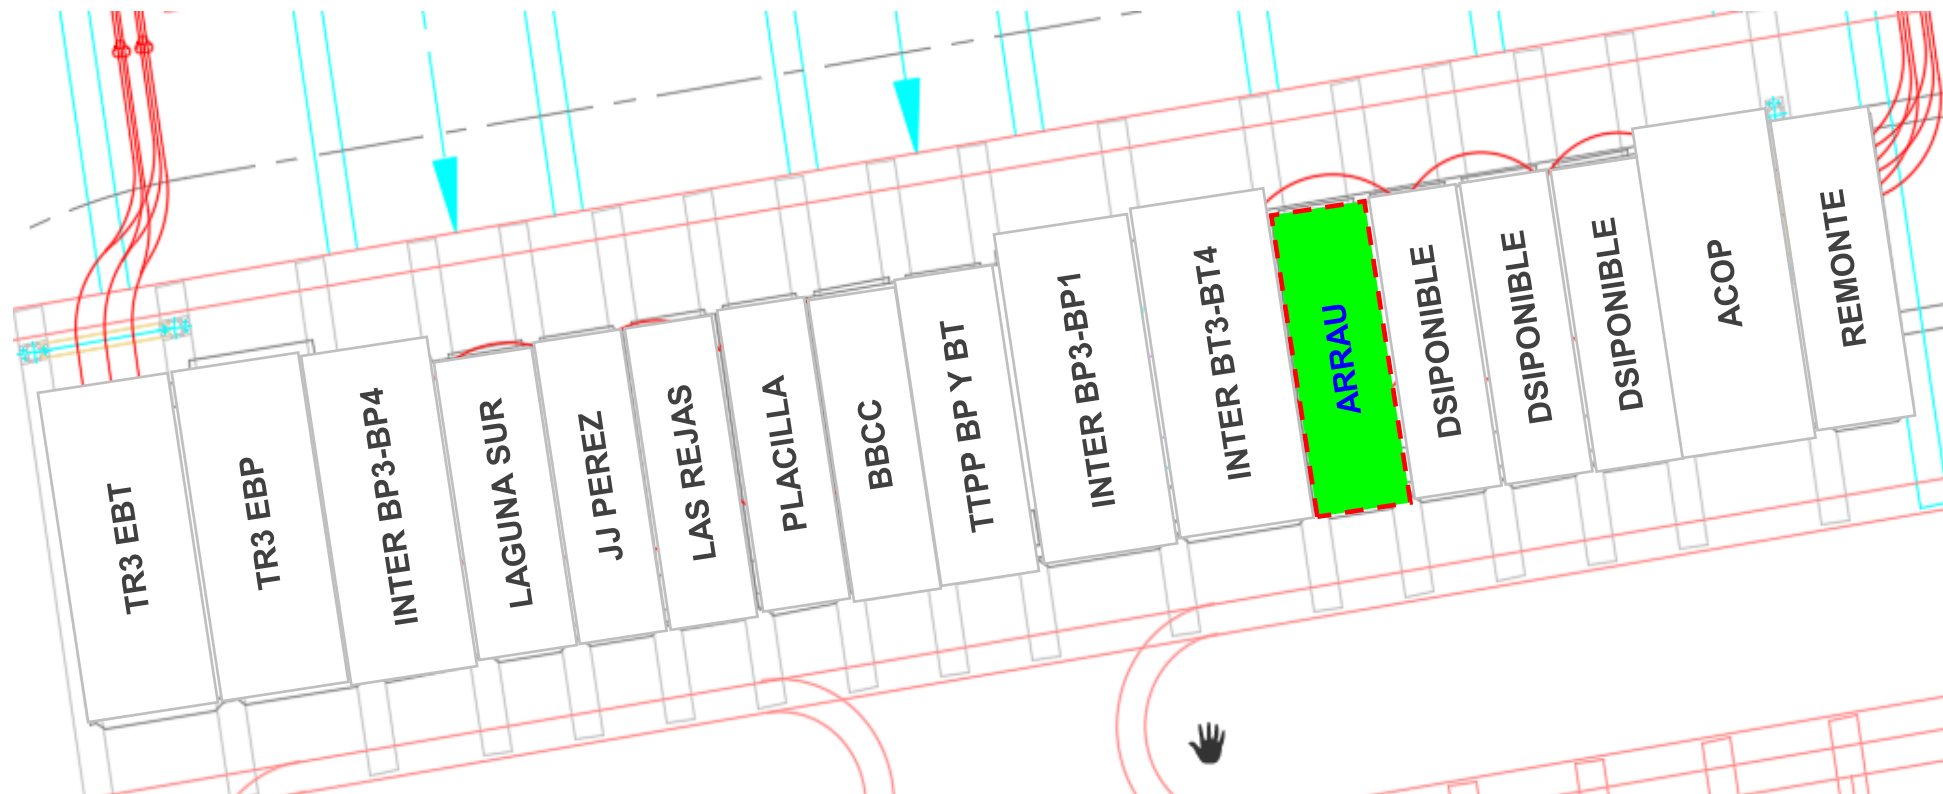 TR3 EBT
TR3 EBP
INTER BP3-BP4
LAGUNA SUR
JJ PEREZ
LAS REJAS
PLACILLA
BBCC
TTPP BP Y BT
INTER BP3-BP1
INTER BT3-BT4
ARRAU
DSIPONIBLE
DSIPONIBLE
DSIPONIBLE
ACOP
REMONTE